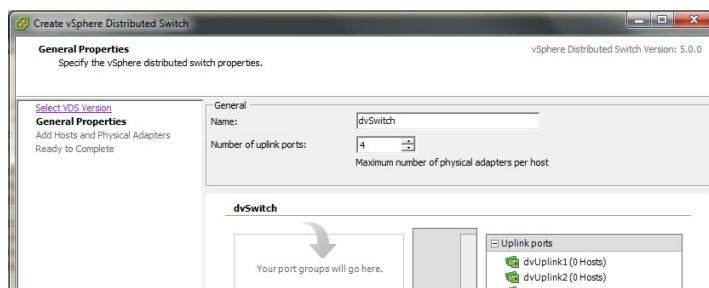 Create vSphere Distributed Switch
General Properties
Specify the vSphere distributed switch properties.
vSphere Distributed Switch Version: 5.0.0
Select VDS Version
General Properties
Add Hosts and Physical Adapters
Ready to Complete
General
Name:
dvSwitch
Number of uplink ports:
4
Maximum number of physical adapters per host
dvSwitch
Your port groups will go here.
Uplink ports
dvUplink1 (0 Hosts)
dvUplink2 (0 Hosts)